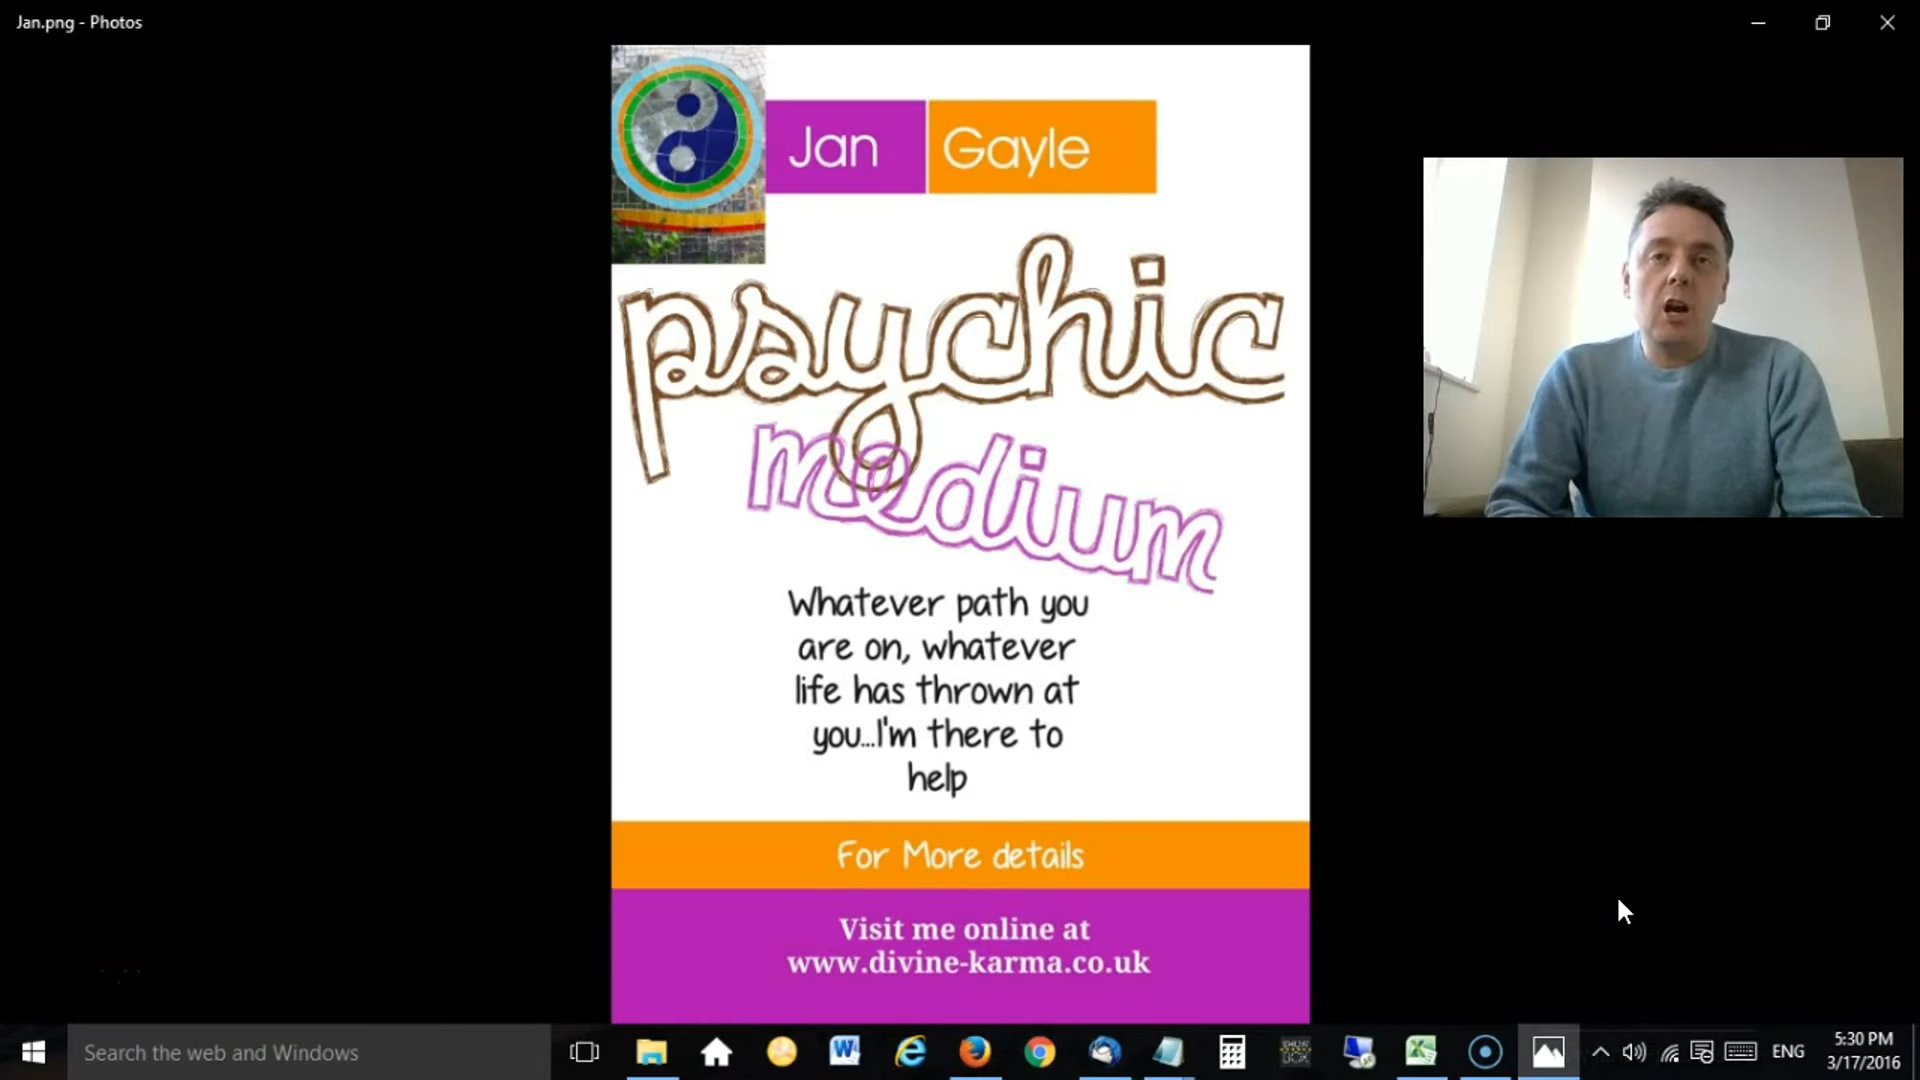 Jan.png - Photos
Jan Gayle
psychic
medium
Whatever path you
are on, whatever
life has thrown at
you...I'm there to
help
For More details
Visit me online at
www.divine-karma.co.uk
Search the web and Windows
ENG
5:30 PM
3/17/2016